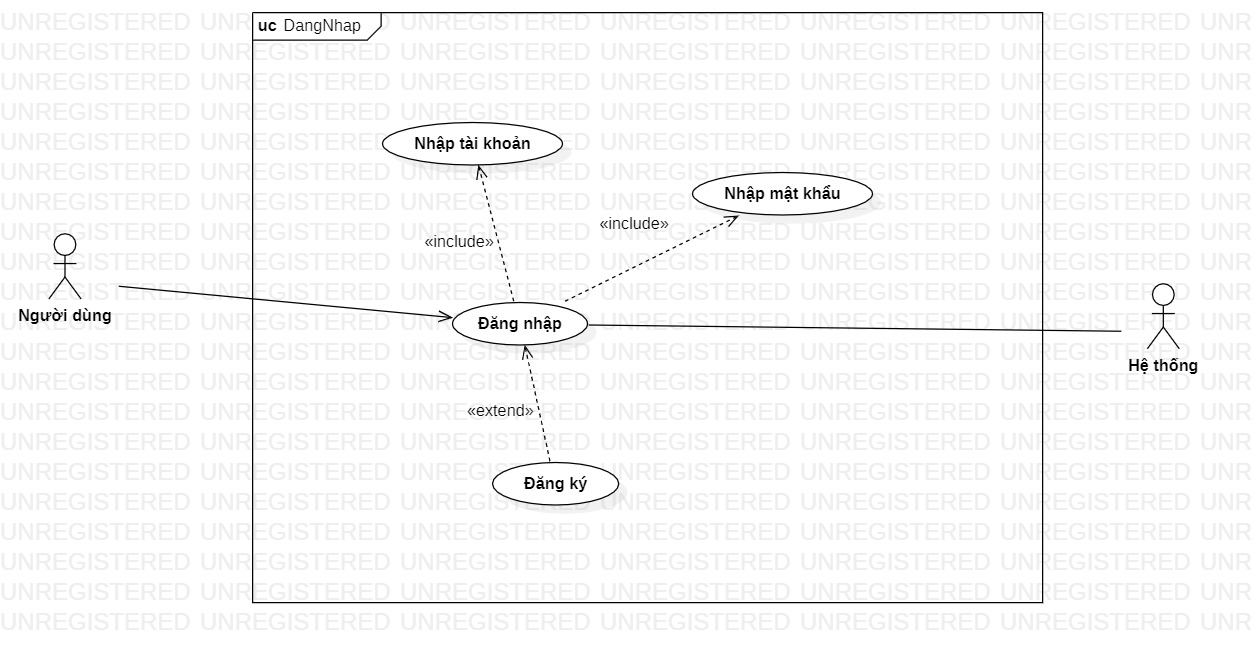 uc DangNhap
Nhập tài khoản
Nhập mật khẩu
«include»
«include»
Người dùng
Đăng nhập
Hệ thống
«extend»
Đăng ký
UNREGISTERED UNREGISTERED UNREGISTERED UNREGISTERED UNREGISTERED UNREGISTERED UNR